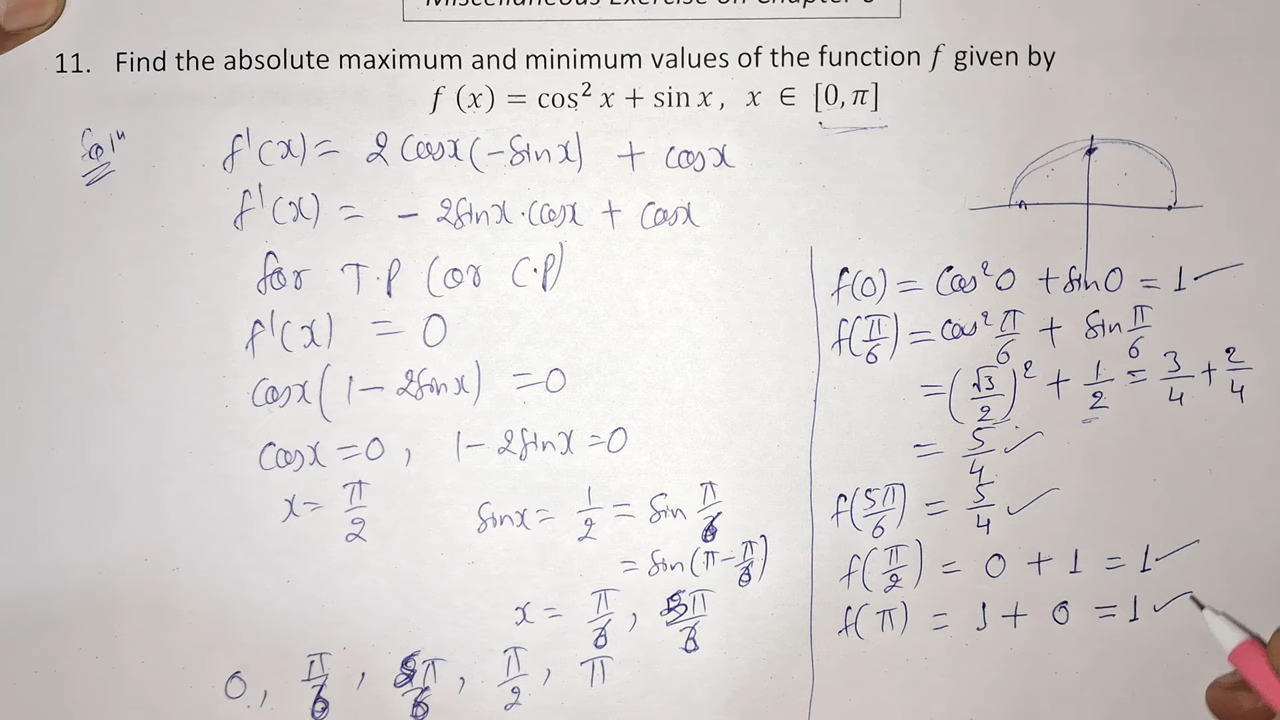 11. Find the absolute maximum and minimum values of the function f given by
f (x) = cos² x + sin x , x ∈ [0, π]
Solⁿ
f'(x) = 2 cosx (-sinx) + cosx
f'(x) = - 2sinx·cosx + cosx
for T.P (or C.P)
f'(x) = 0
cosx (1 - 2sinx) = 0
cosx = 0 , 1 - 2sinx = 0
x = π/2
sinx = 1/2 = sin π/6
= sin(π - π/6)
x = π/6 , 5π/6
0 , π/6 , 5π/6 , π/2 , π
f(0) = cos²0 + sin0 = 1 ✓
f(π/6) = cos² π/6 + sin π/6
= (√3/2)² + 1/2 = 3/4 + 2/4
= 5/4 ✓
f(5π/6) = 5/4 ✓
f(π/2) = 0 + 1 = 1 ✓
f(π) = 1 + 0 = 1 ✓